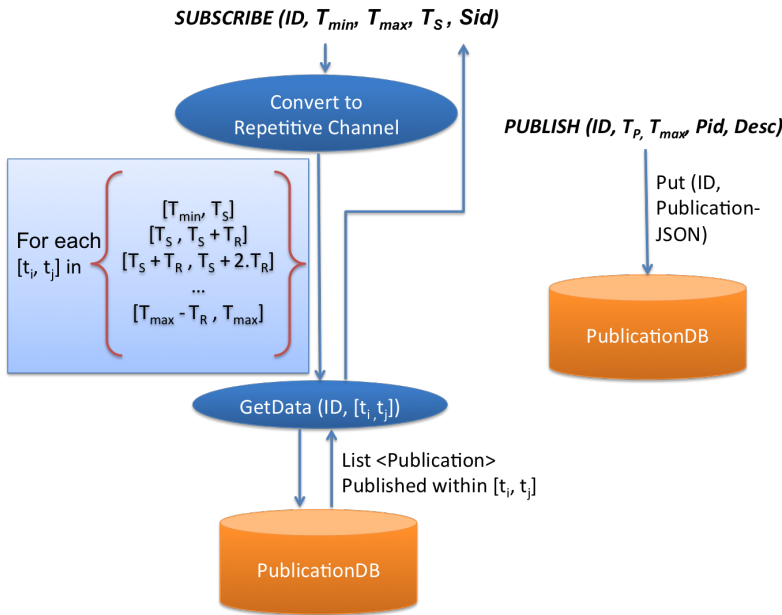 SUBSCRIBE (ID, Tmin, Tmax, TS , Sid)
Convert to
Repetitive Channel
For each
[ti, tj] in
[Tmin, TS]
[TS , TS + TR]
[TS + TR , TS + 2.TR]
...
[Tmax - TR , Tmax]
GetData (ID, [ti ,tj])
List <Publication>
Published within [ti, tj]
PublicationDB
PUBLISH (ID, TP, Tmax, Pid, Desc)
Put (ID,
Publication-
JSON)
PublicationDB